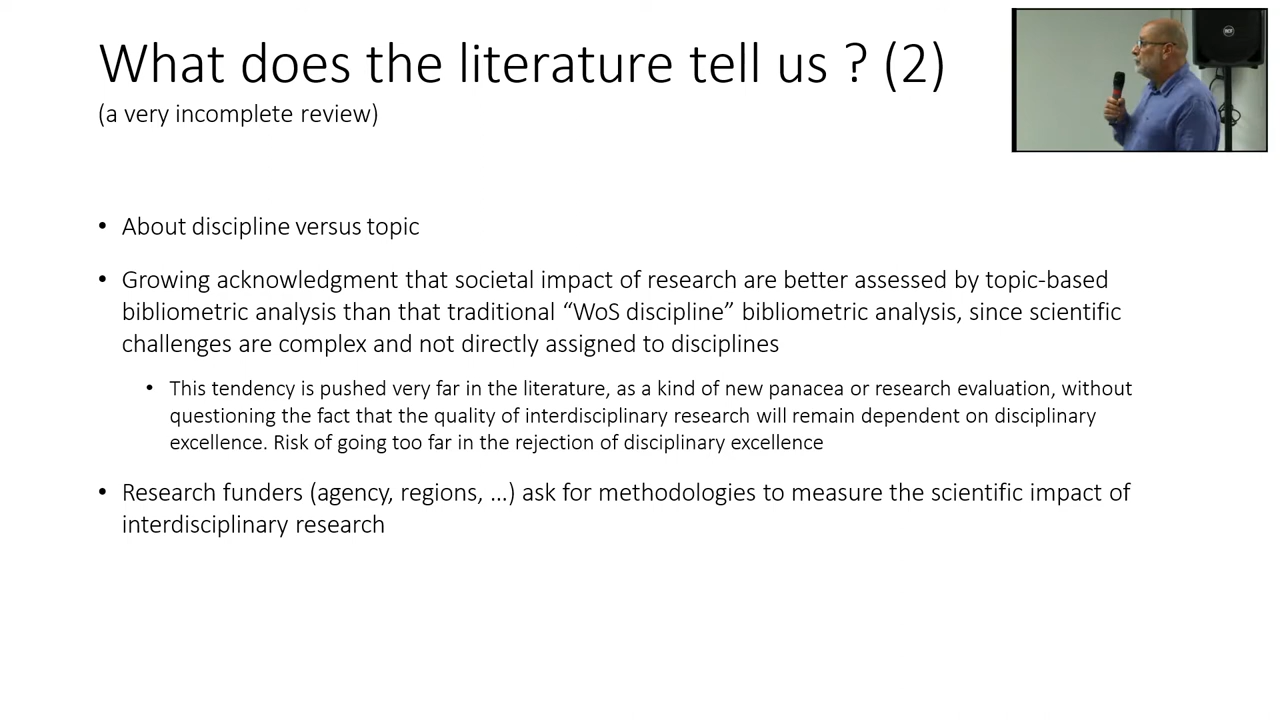 What does the literature tell us ? (2)
(a very incomplete review)
• About discipline versus topic
• Growing acknowledgment that societal impact of research are better assessed by topic-based
bibliometric analysis than that traditional “WoS discipline” bibliometric analysis, since scientific
challenges are complex and not directly assigned to disciplines
• This tendency is pushed very far in the literature, as a kind of new panacea or research evaluation, without
questioning the fact that the quality of interdisciplinary research will remain dependent on disciplinary
excellence. Risk of going too far in the rejection of disciplinary excellence
• Research funders (agency, regions, …) ask for methodologies to measure the scientific impact of
interdisciplinary research